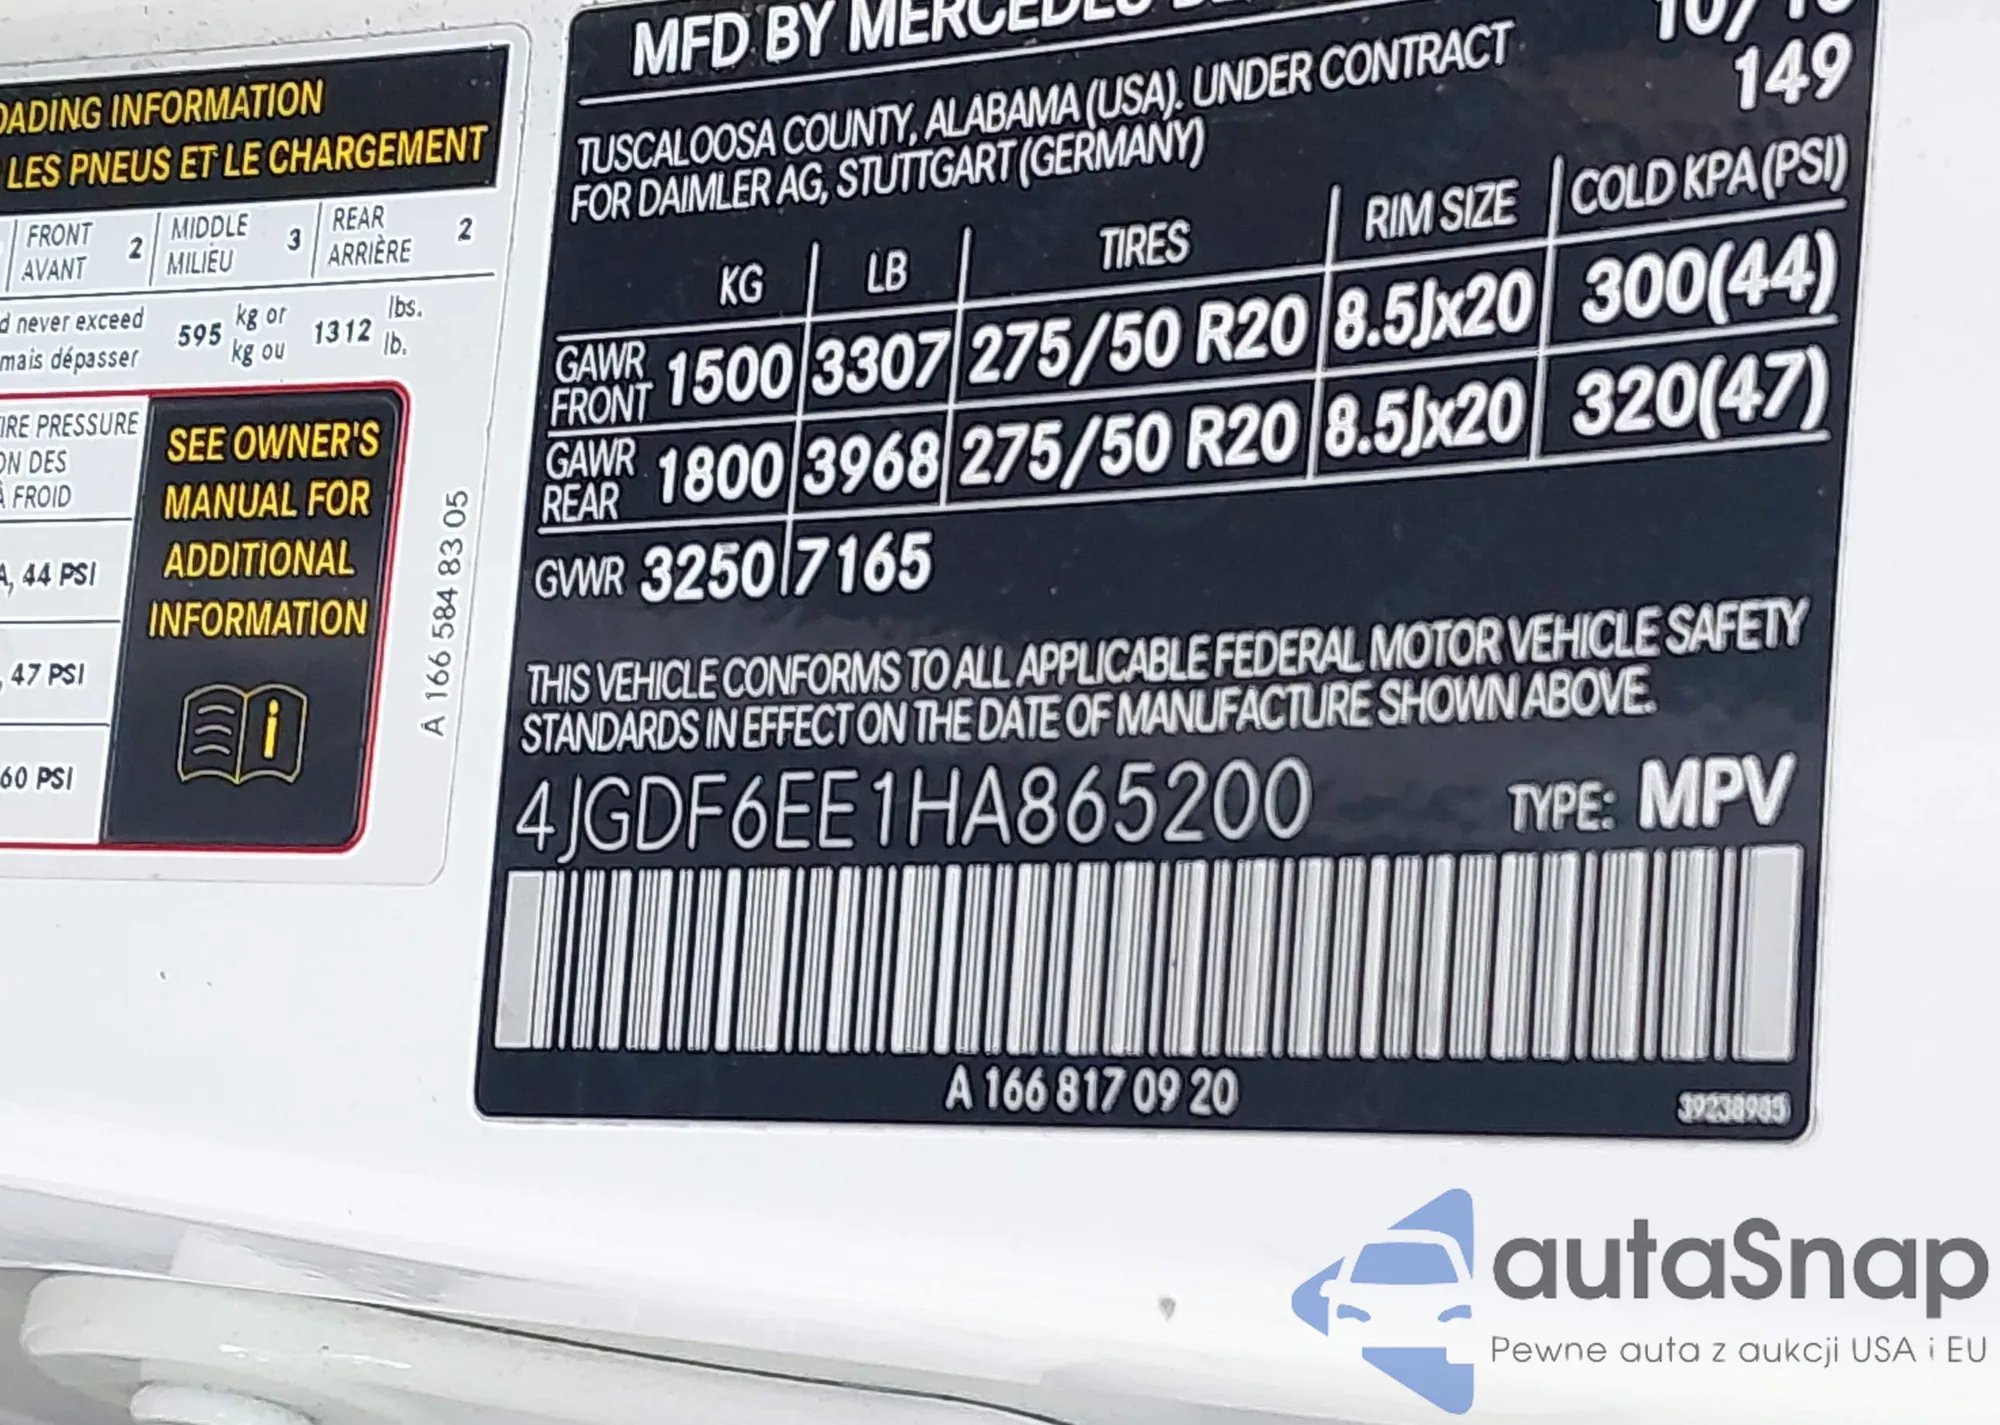 OADING INFORMATION
LES PNEUS ET LE CHARGEMENT
FRONT 2 MIDDLE 3 REAR 2
AVANT MILIEU ARRIÈRE
d never exceed 595 kg or 1312 lbs.
mais dépasser kg ou lb.
IRE PRESSURE
ON DES
À FROID
A, 44 PSI
, 47 PSI
60 PSI
SEE OWNER'S
MANUAL FOR
ADDITIONAL
INFORMATION
i
A 166 584 83 05
MFD BY MERCEDES
149
TUSCALOOSA COUNTY, ALABAMA (USA). UNDER CONTRACT
FOR DAIMLER AG, STUTTGART (GERMANY)
KG LB TIRES RIM SIZE COLD KPA (PSI)
GAWR FRONT 1500 3307 275/50 R20 8.5Jx20 300(44)
GAWR REAR 1800 3968 275/50 R20 8.5Jx20 320(47)
GVWR 3250 7165
THIS VEHICLE CONFORMS TO ALL APPLICABLE FEDERAL MOTOR VEHICLE SAFETY
STANDARDS IN EFFECT ON THE DATE OF MANUFACTURE SHOWN ABOVE.
4JGDF6EE1HA865200 TYPE: MPV
A 166 817 09 20
39238985
autaSnap
Pewne auta z aukcji USA i EU